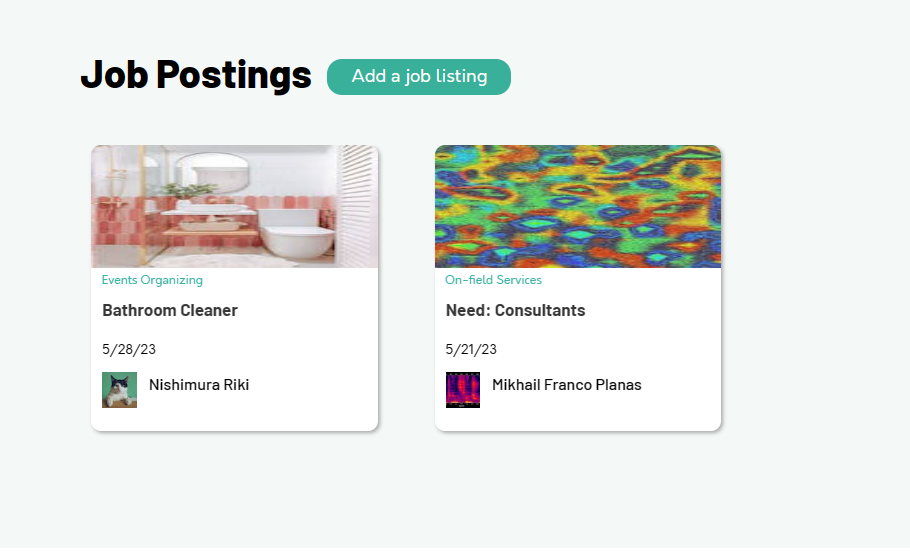 Job Postings
Add a job listing
Events Organizing
Bathroom Cleaner
5/28/23
Nishimura Riki
On-field Services
Need: Consultants
5/21/23
Mikhail Franco Planas